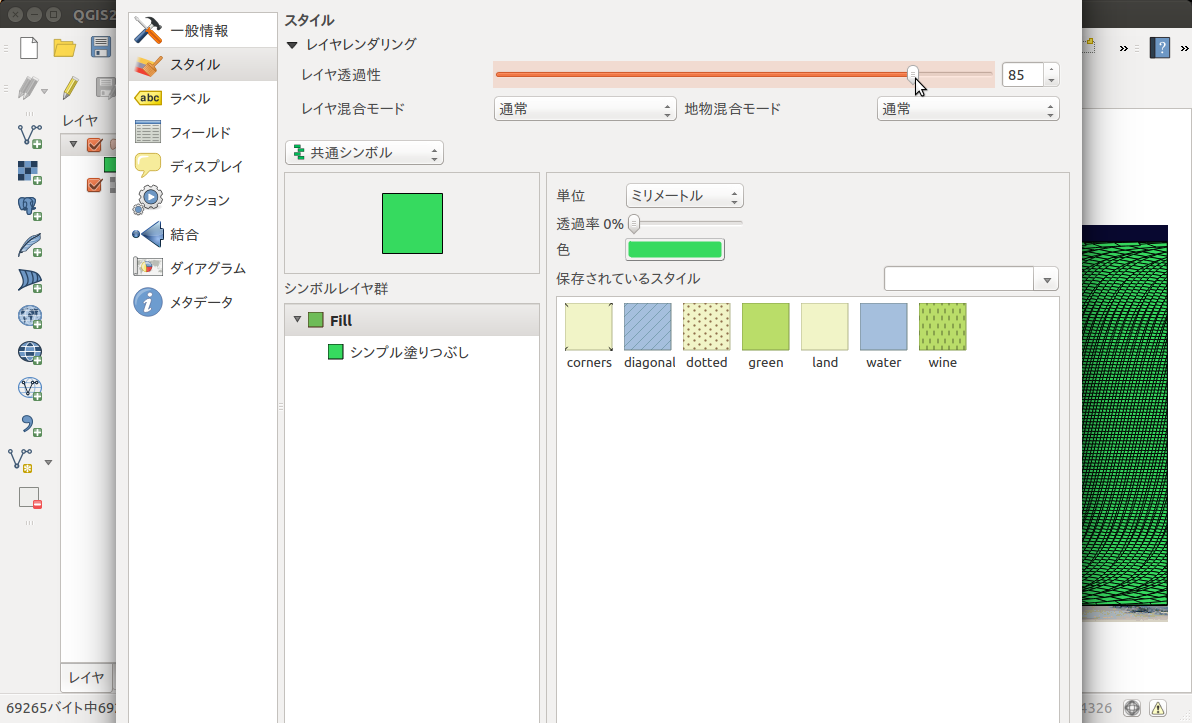 QGIS2
一般情報
スタイル
abc ラベル
フィールド
ディスプレイ
アクション
結合
ダイアグラム
メタデータ
レイヤ
レイヤ
69265バイト中69
スタイル
レイヤレンダリング
レイヤ透過性
85
レイヤ混合モード
通常
地物混合モード
通常
共通シンボル
シンボルレイヤ群
Fill
シンプル塗りつぶし
単位
ミリメートル
透過率 0%
色
保存されているスタイル
corners diagonal dotted green land water wine
»
?
»
4326